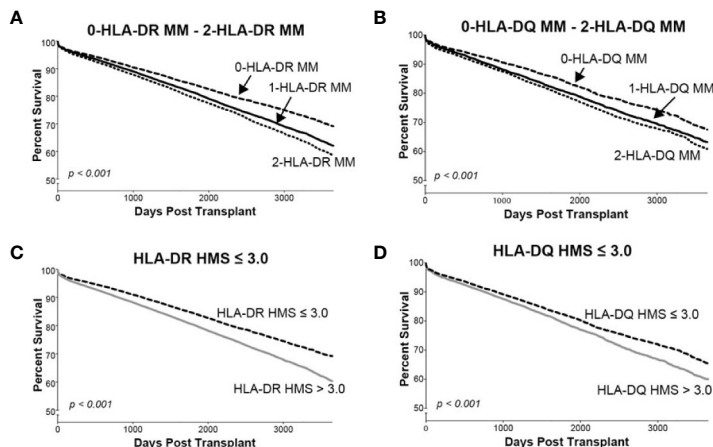 A
0-HLA-DR MM - 2-HLA-DR MM
100
90
80
70
60
50
Percent Survival
0-HLA-DR MM
1-HLA-DR MM
2-HLA-DR MM
p < 0.001
0 1000 2000 3000
Days Post Transplant
B
0-HLA-DQ MM - 2-HLA-DQ MM
100
90
80
70
60
50
Percent Survival
0-HLA-DQ MM
1-HLA-DQ MM
2-HLA-DQ MM
p < 0.001
0 1000 2000 3000
Days Post Transplant
C
HLA-DR HMS ≤ 3.0
100
90
80
70
60
50
Percent Survival
HLA-DR HMS ≤ 3.0
HLA-DR HMS > 3.0
p < 0.001
0 1000 2000 3000
Days Post Transplant
D
HLA-DQ HMS ≤ 3.0
100
90
80
70
60
50
Percent Survival
HLA-DQ HMS ≤ 3.0
HLA-DQ HMS > 3.0
p < 0.001
0 1000 2000 3000
Days Post Transplant